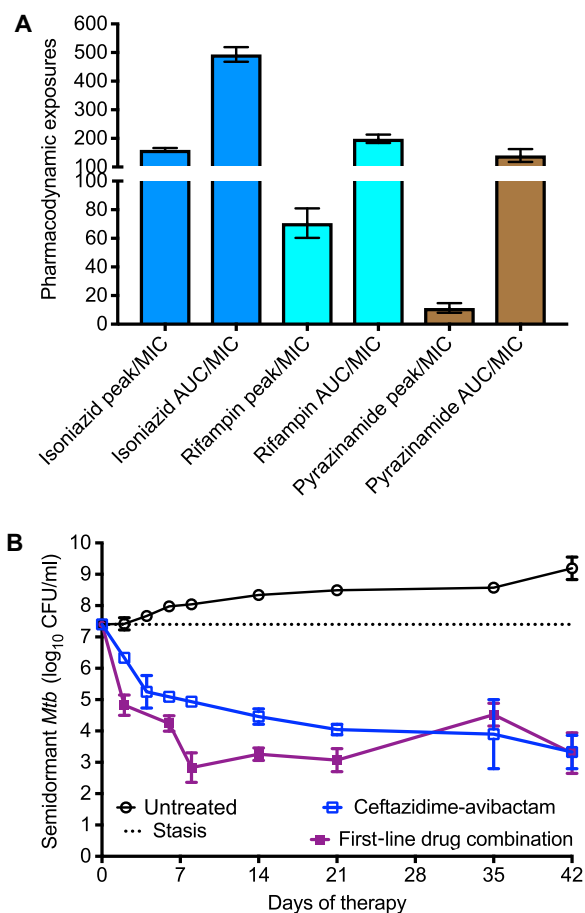 A
Pharmacodynamic exposures
600
500
400
300
200
100
100
80
60
40
20
0
Isoniazid peak/MIC
Isoniazid AUC/MIC
Rifampin peak/MIC
Rifampin AUC/MIC
Pyrazinamide peak/MIC
Pyrazinamide AUC/MIC
B
Semidormant Mtb (log10 CFU/ml)
10
9
8
7
6
5
4
3
2
1
0
Untreated
Stasis
Ceftazidime-avibactam
First-line drug combination
0 7 14 21 28 35 42
Days of therapy